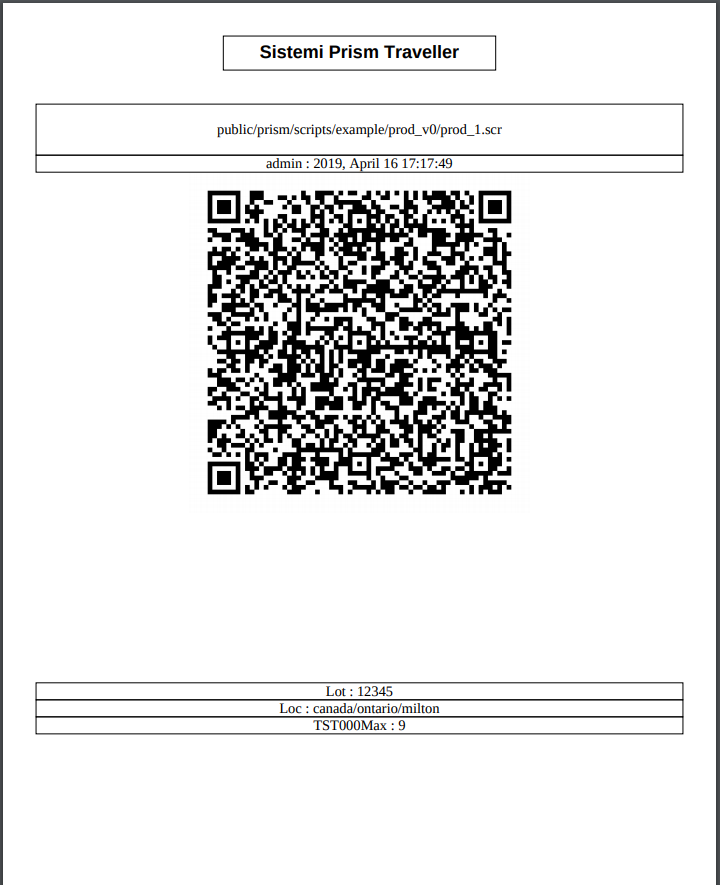 Sistemi Prism Traveller
public/prism/scripts/example/prod_v0/prod_1.scr
admin : 2019, April 16 17:17:49
Lot : 12345
Loc : canada/ontario/milton
TST000Max : 9